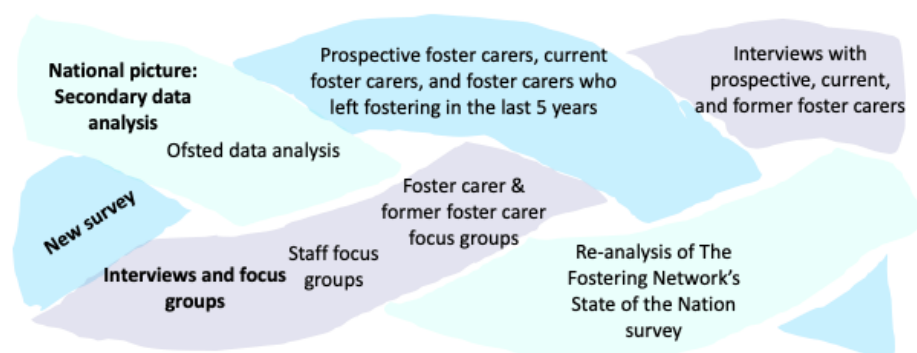 National picture:
Secondary data
analysis
Ofsted data analysis
Prospective foster carers, current
foster carers, and foster carers who
left fostering in the last 5 years
Interviews with
prospective, current,
and former foster carers
New survey
Interviews and focus
groups
Staff focus
groups
Foster carer &
former foster carer
focus groups
Re-analysis of The
Fostering Network’s
State of the Nation
survey